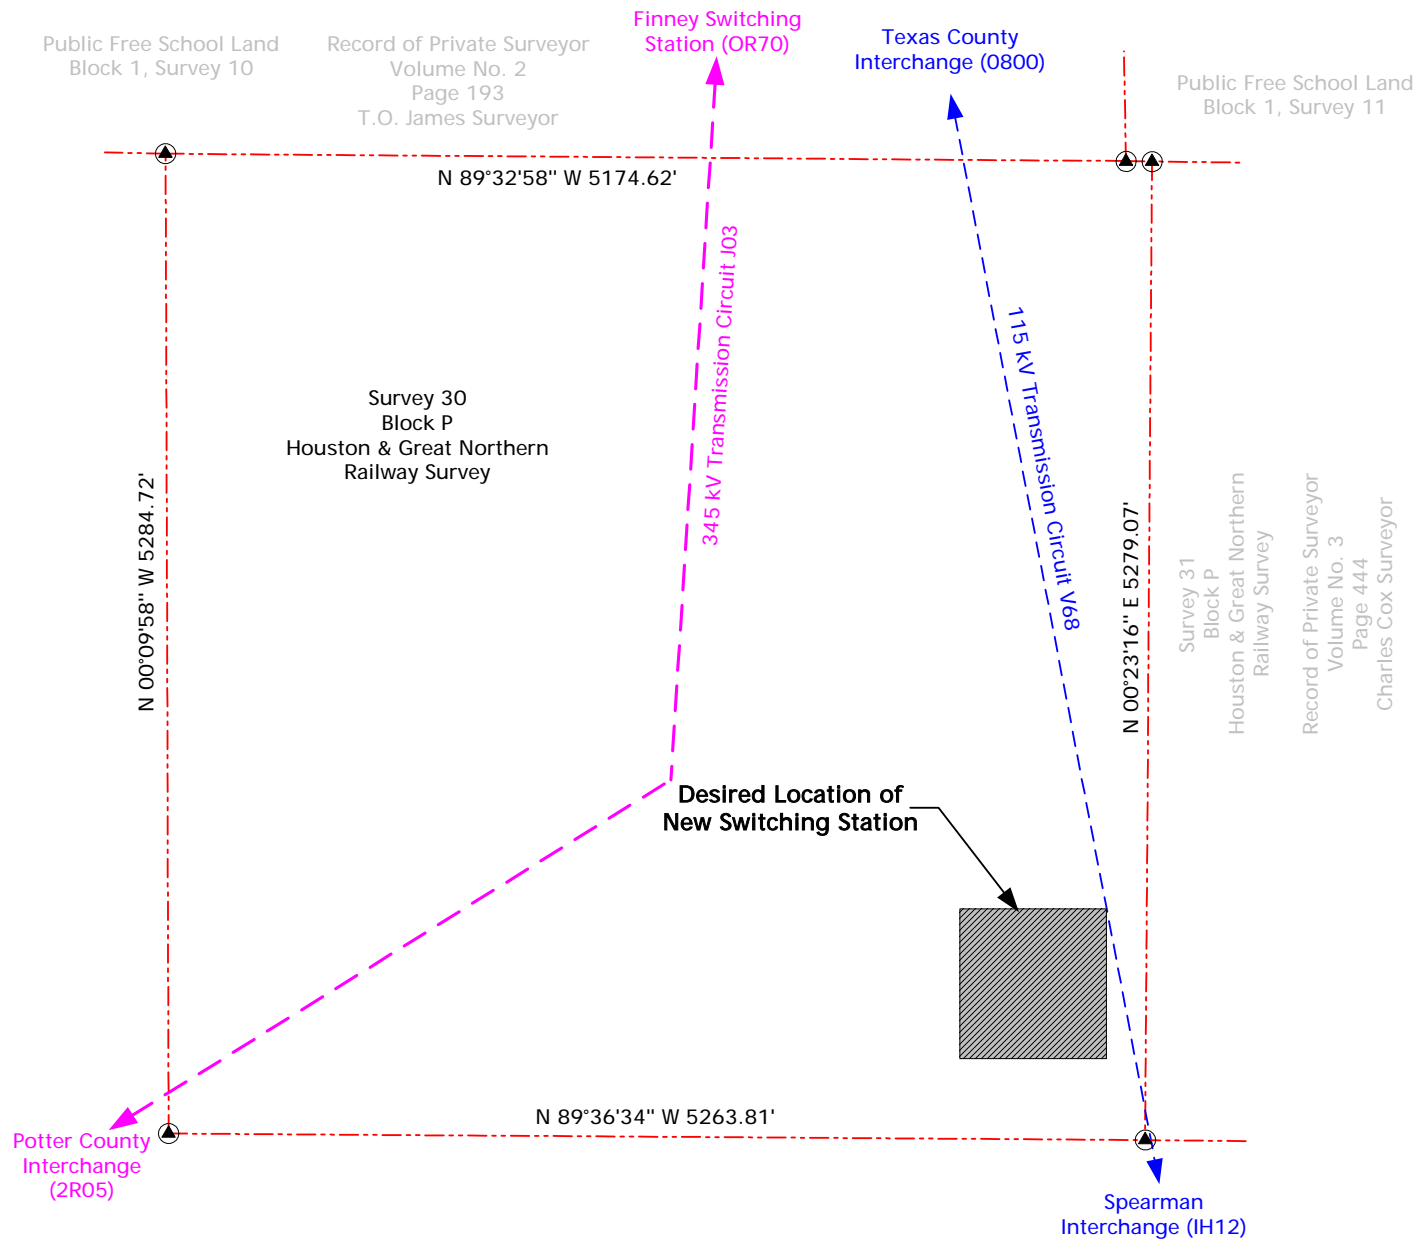 Public Free School Land
Block 1, Survey 10
Record of Private Surveyor
Volume No. 2
Page 193
T.O. James Surveyor
Finney Switching
Station (OR70)
Texas County
Interchange (0800)
Public Free School Land
Block 1, Survey 11
N 89°32'58" W 5174.62'
345 kV Transmission Circuit J03
115 kV Transmission Circuit V68
Survey 30
Block P
Houston & Great Northern
Railway Survey
N 00°09'58" W 5284.72'
N 00°23'16" E 5279.07'
Survey 31
Block P
Houston & Great Northern
Railway Survey
Record of Private Surveyor
Volume No. 3
Page 444
Charles Cox Surveyor
Desired Location of
New Switching Station
N 89°36'34" W 5263.81'
Potter County
Interchange
(2R05)
Spearman
Interchange (IH12)